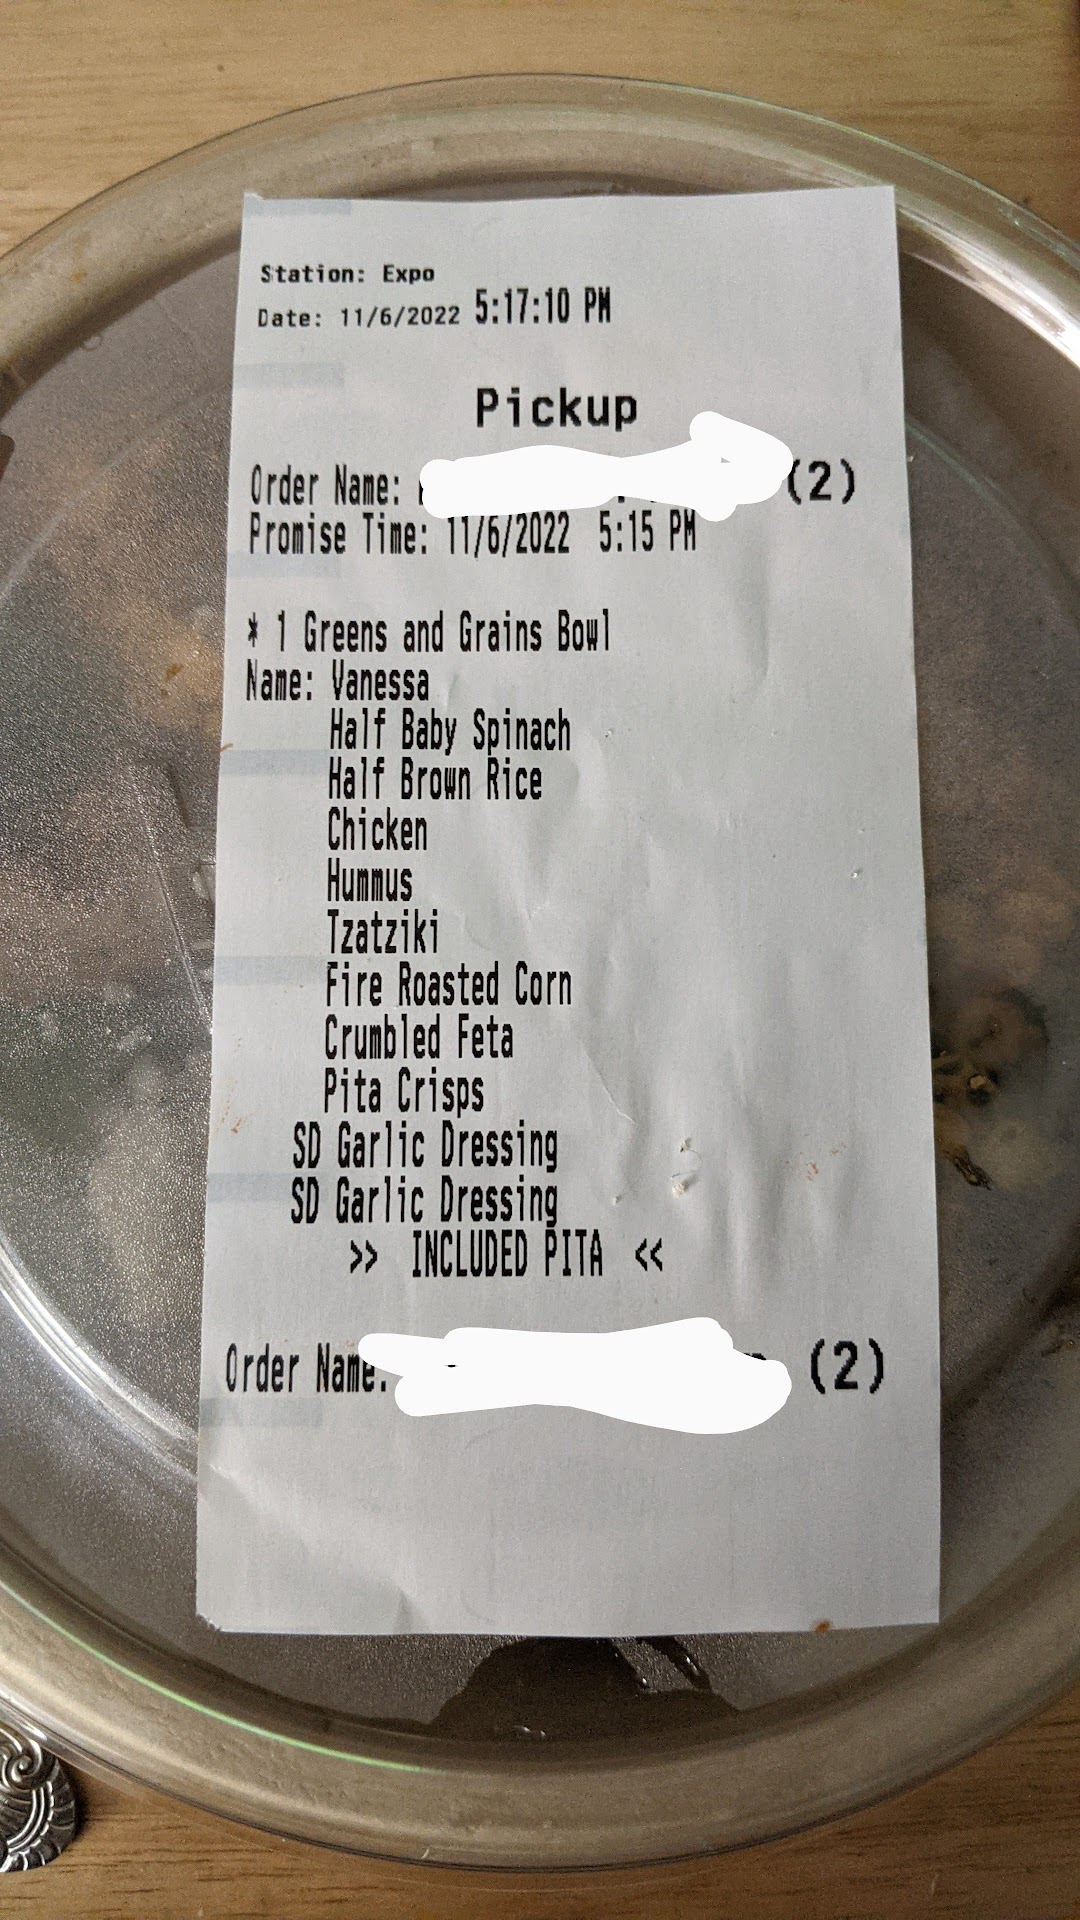 Station: Expo
Date: 11/6/2022 5:17:10 PM
Pickup
Order Name: (2)
Promise Time: 11/6/2022 5:15 PM
* 1 Greens and Grains Bowl
Name: Vanessa
Half Baby Spinach
Half Brown Rice
Chicken
Hummus
Tzatziki
Fire Roasted Corn
Crumbled Feta
Pita Crisps
SD Garlic Dressing
SD Garlic Dressing
>> INCLUDED PITA <<
Order Name: (2)